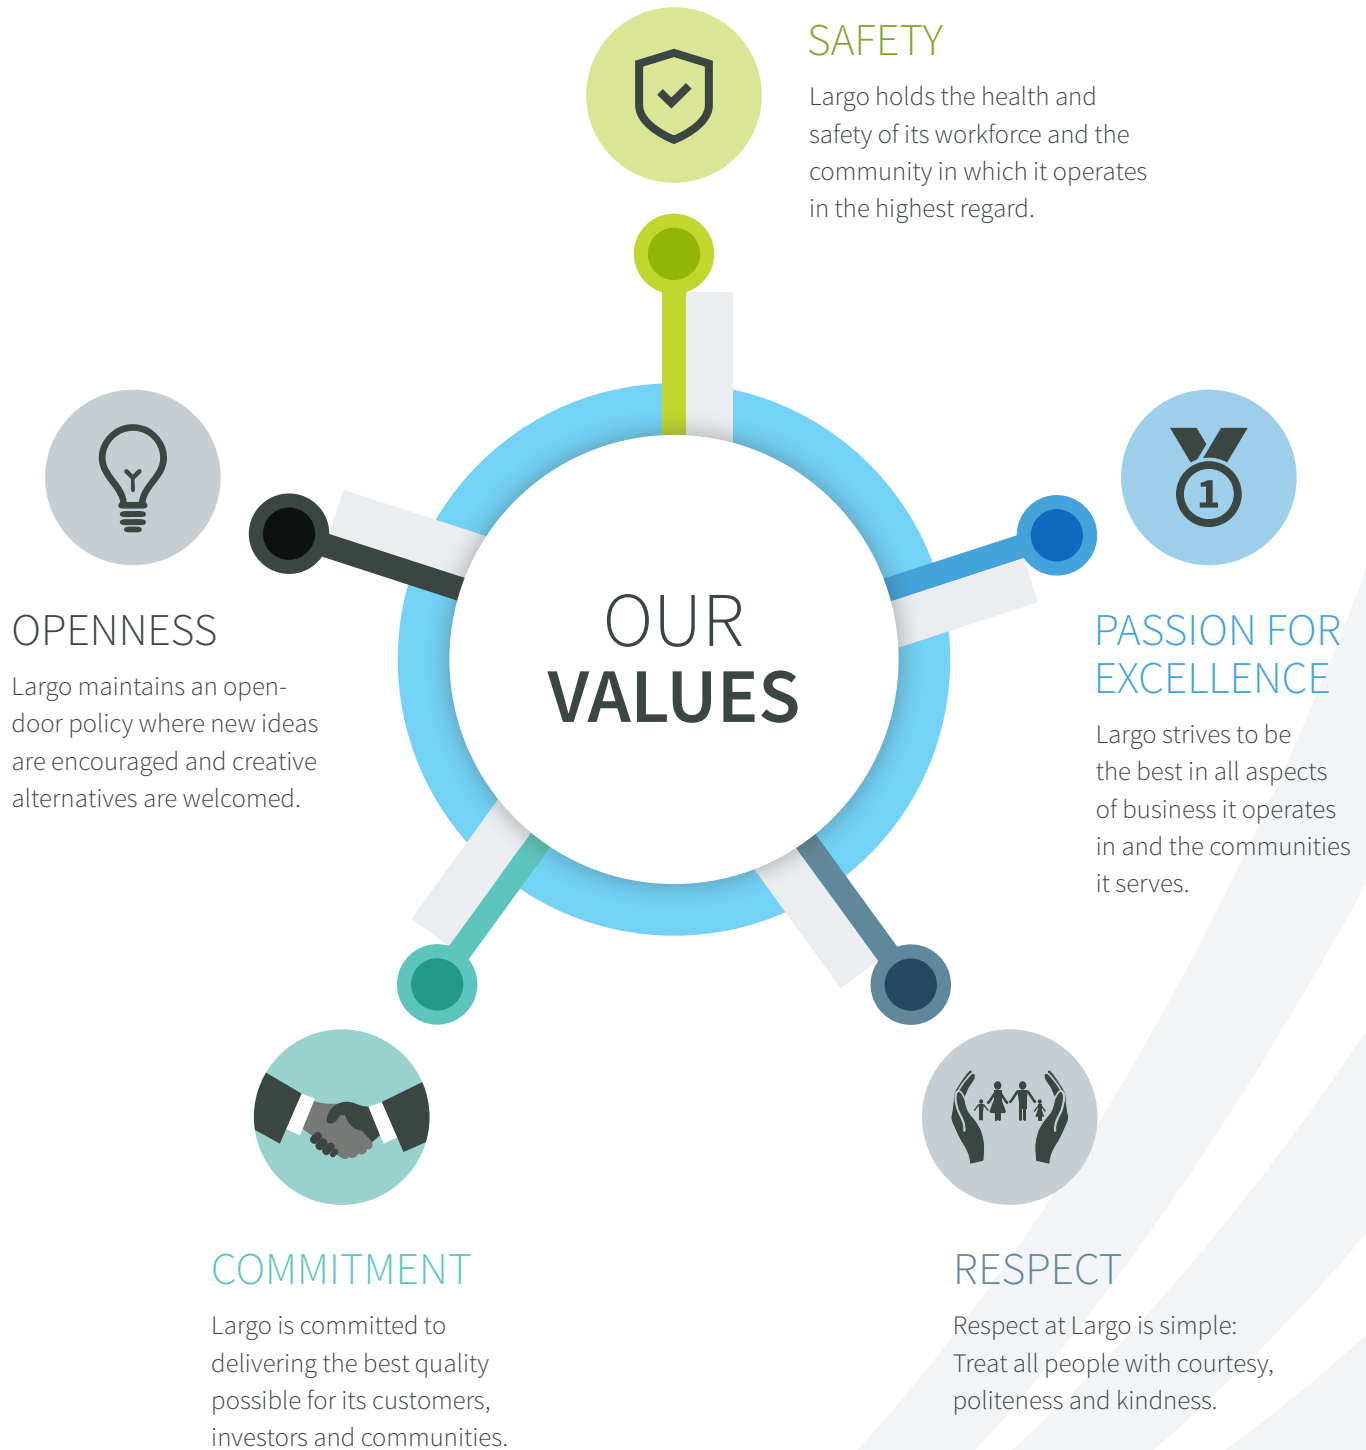 SAFETY
Largo holds the health and
safety of its workforce and the
community in which it operates
in the highest regard.
1
OPENNESS
Largo maintains an open-
door policy where new ideas
are encouraged and creative
alternatives are welcomed.
OUR
VALUES
PASSION FOR
EXCELLENCE
Largo strives to be
the best in all aspects
of business it operates
in and the communities
it serves.
COMMITMENT
Largo is committed to
delivering the best quality
possible for its customers,
investors and communities.
RESPECT
Respect at Largo is simple:
Treat all people with courtesy,
politeness and kindness.